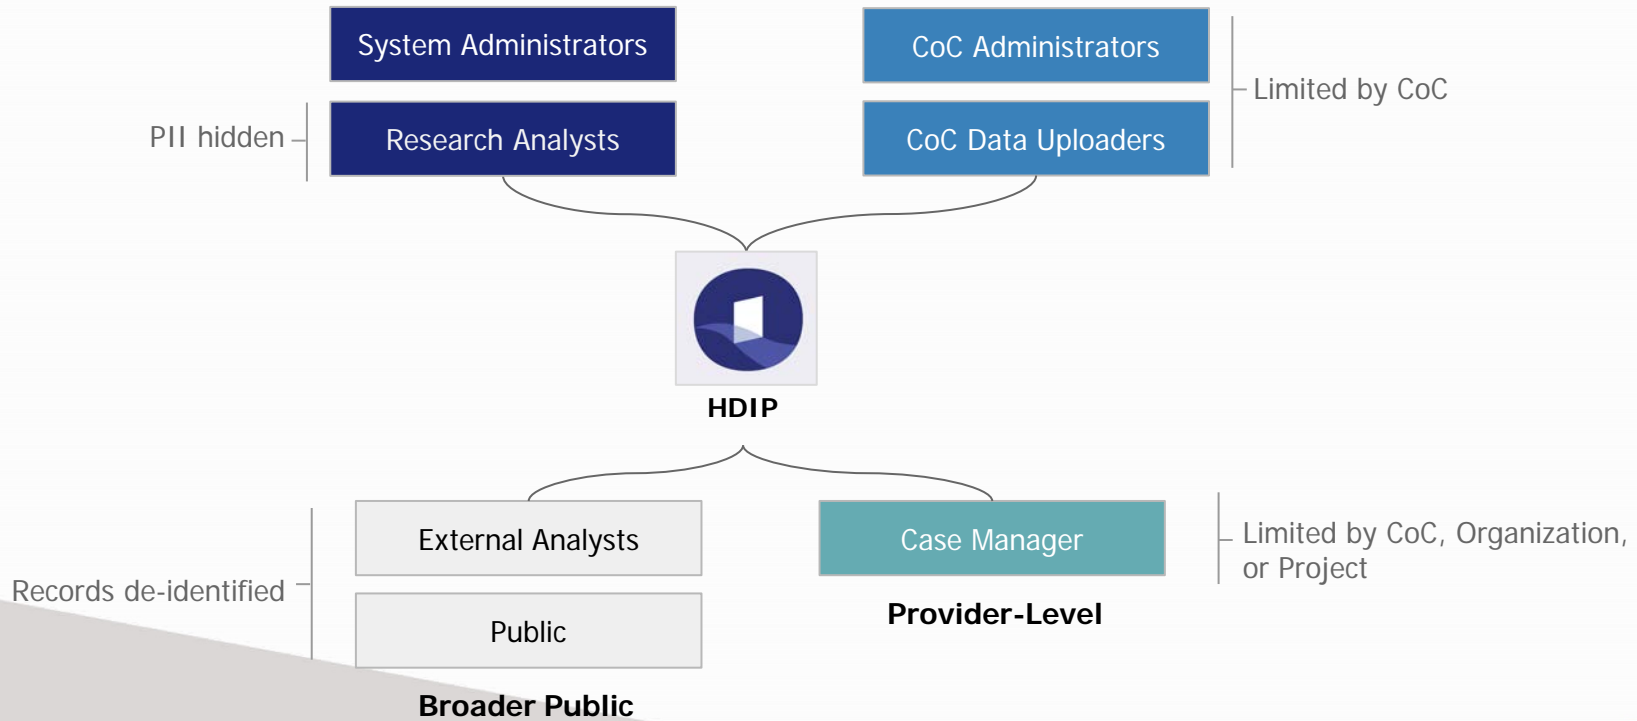 System Administrators
CoC Administrators
Limited by CoC
PII hidden
Research Analysts
CoC Data Uploaders
HDIP
External Analysts
Case Manager
Limited by CoC, Organization,
or Project
Records de-identified
Provider-Level
Public
Broader Public